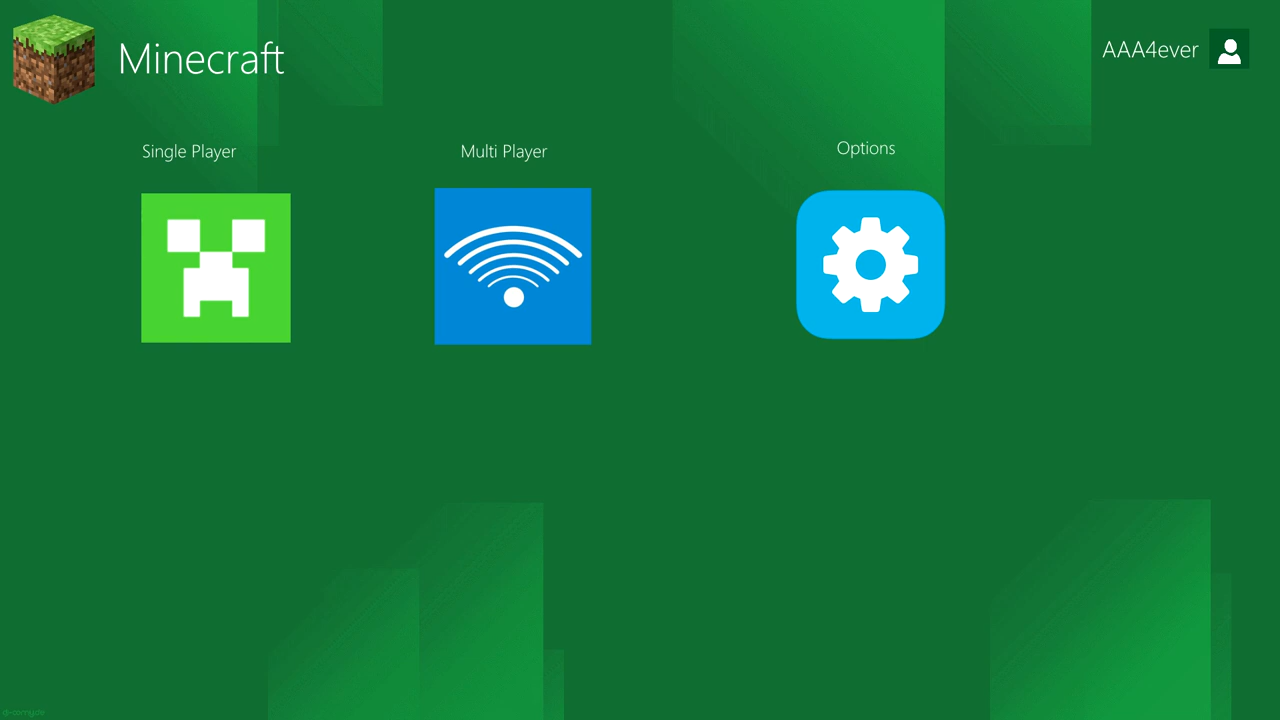 Minecraft
AAA4ever
Single Player
Multi Player
Options